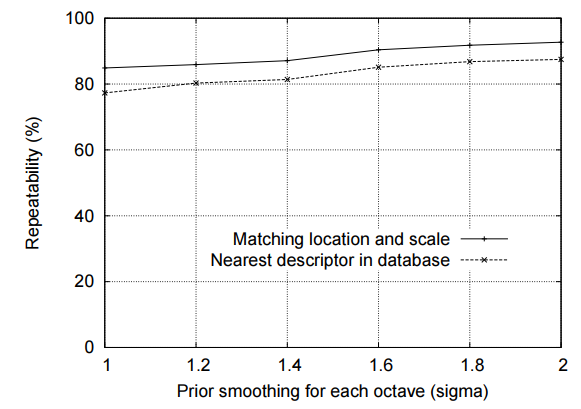 100
80
60
40
20
0
Repeatability (%)
Matching location and scale
Nearest descriptor in database
1 1.2 1.4 1.6 1.8 2
Prior smoothing for each octave (sigma)